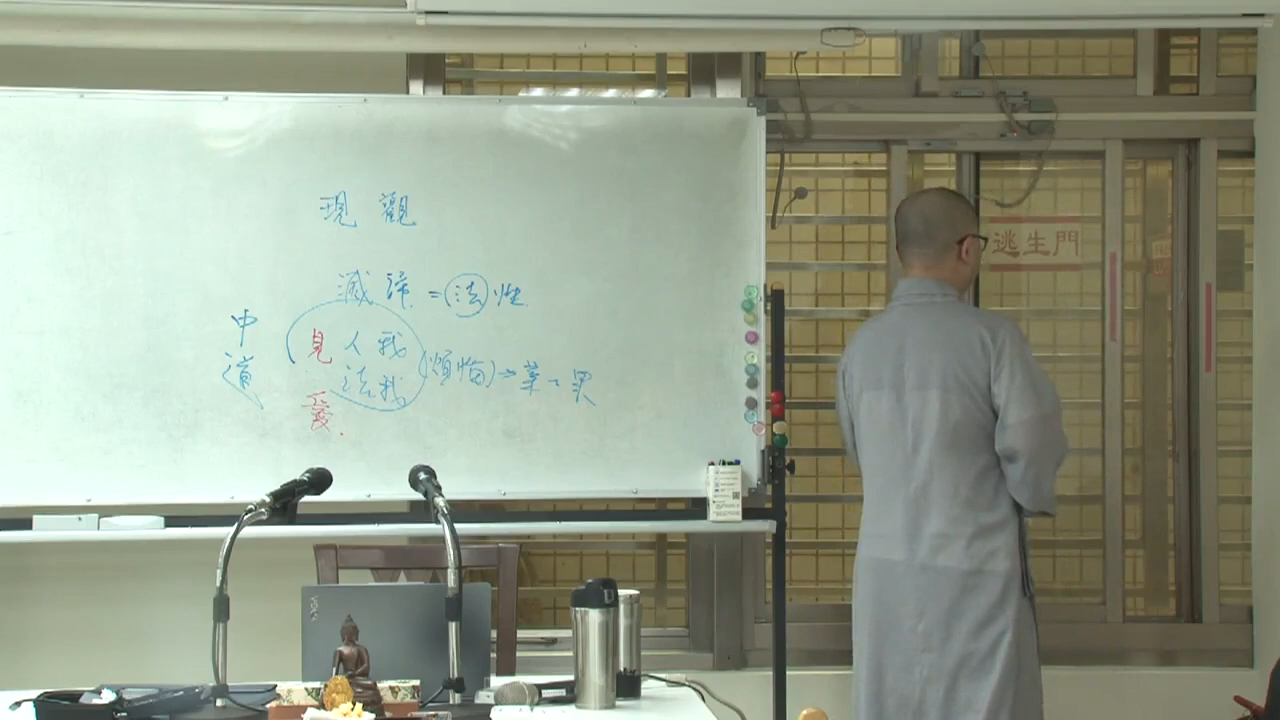 現觀
滅諦=法性
中道
見 人我
法我
(煩惱)→業、果
愛.
逃生門